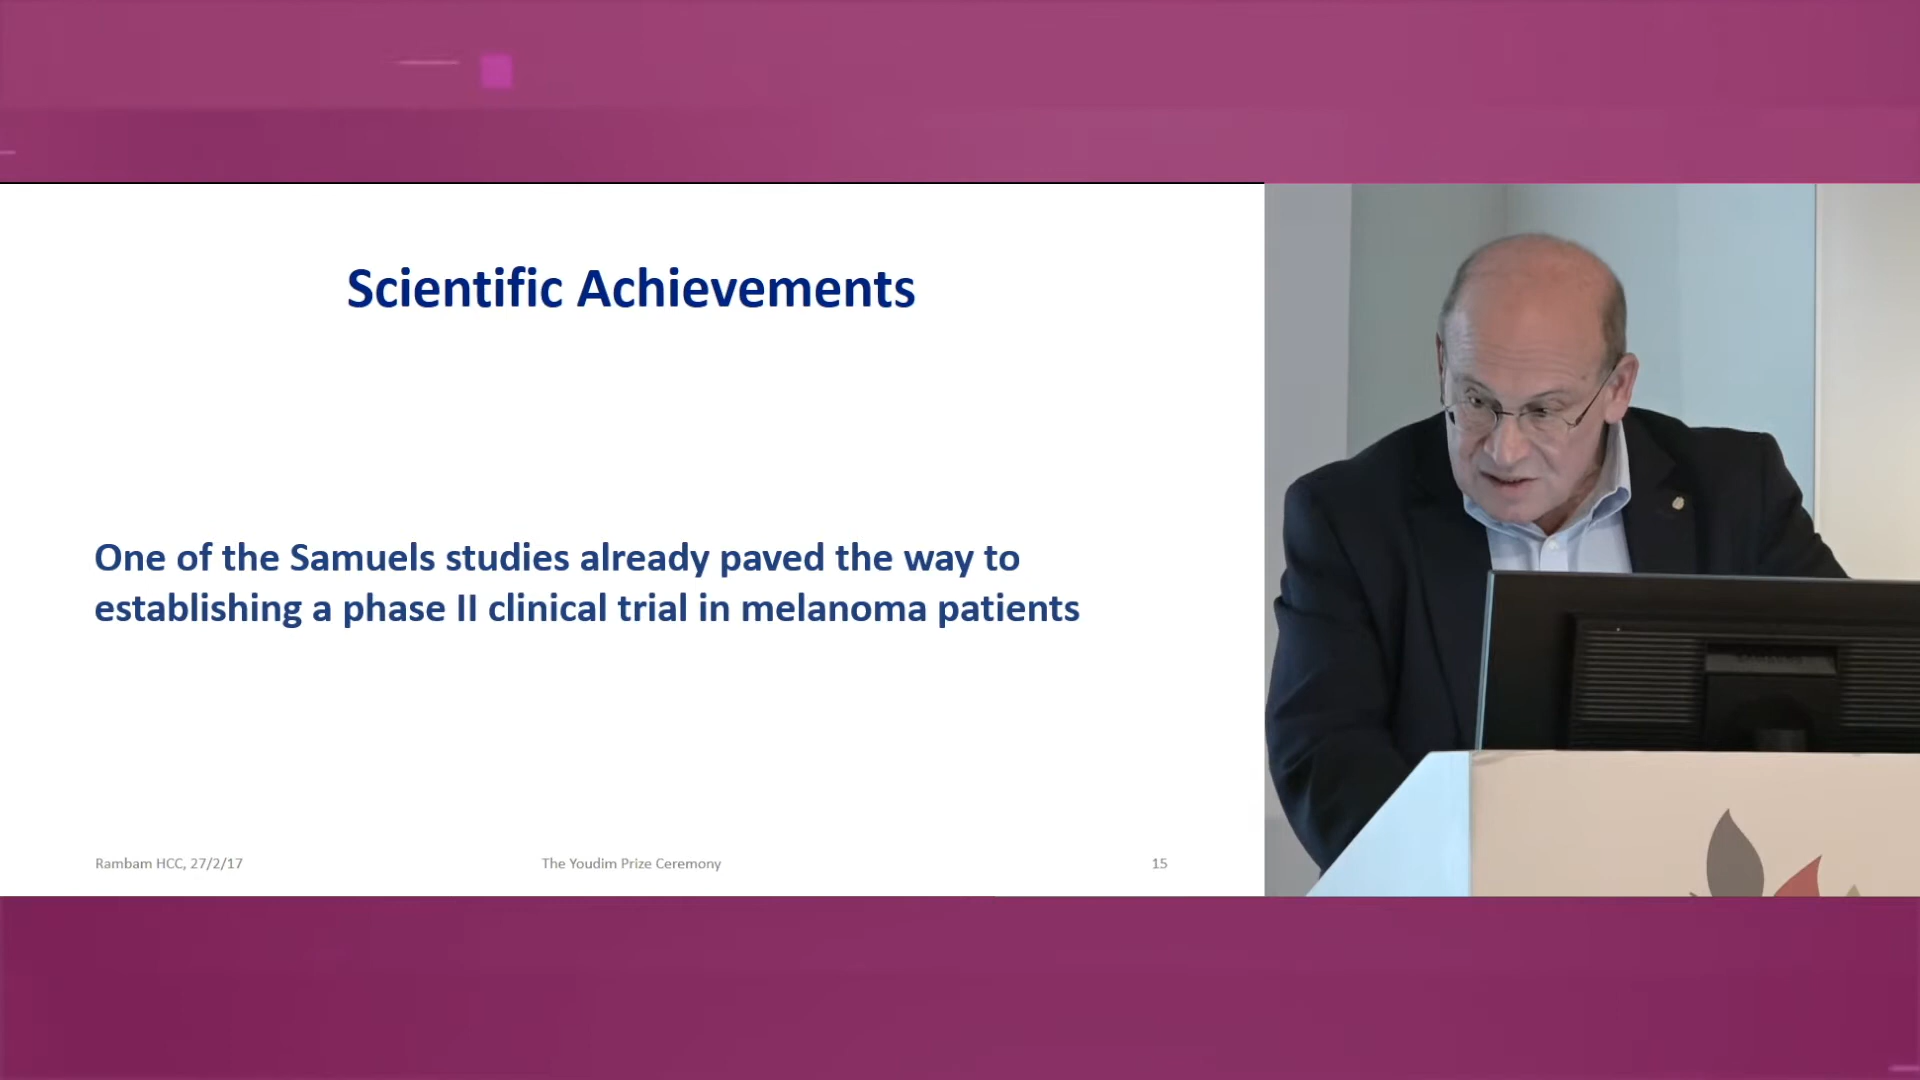 Scientific Achievements
One of the Samuels studies already paved the way to
establishing a phase II clinical trial in melanoma patients
Rambam HCC, 27/2/17
The Youdim Prize Ceremony
15